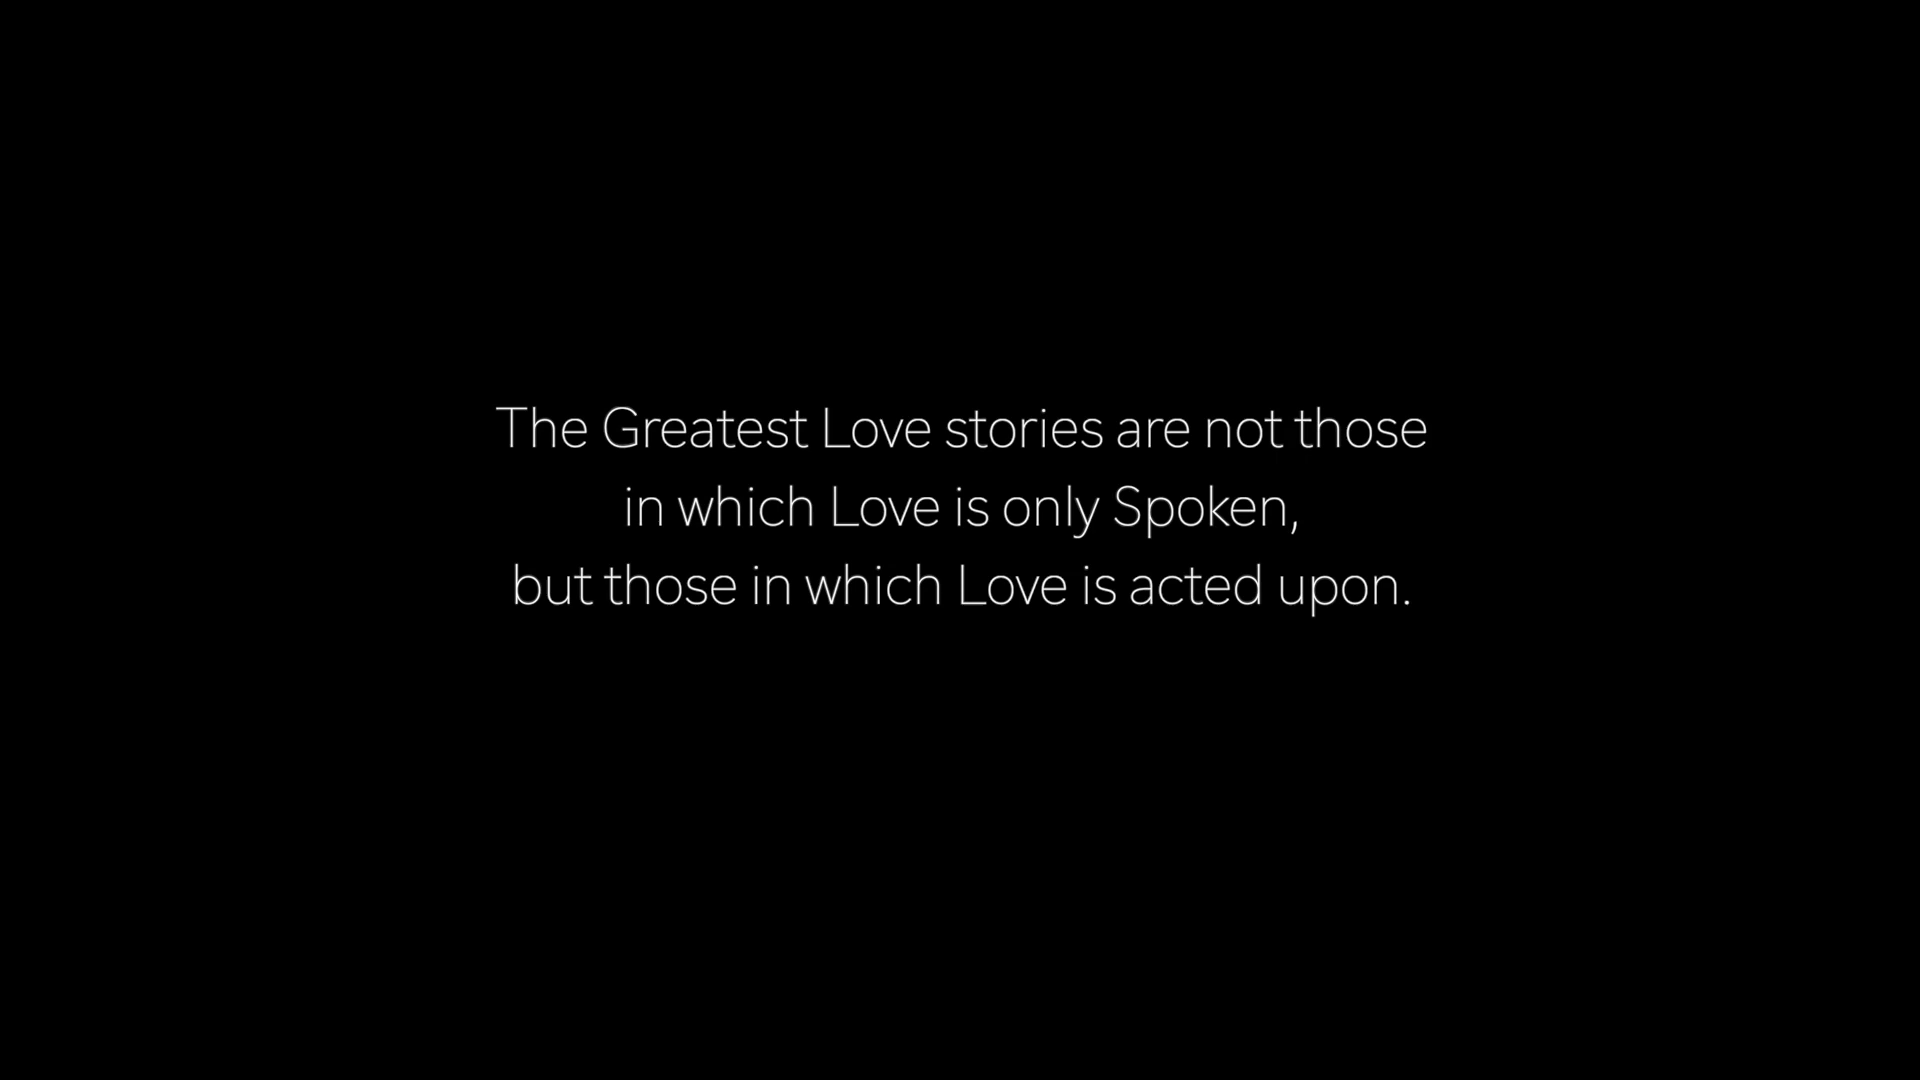 The Greatest Love stories are not those
in which Love is only Spoken,
but those in which Love is acted upon.